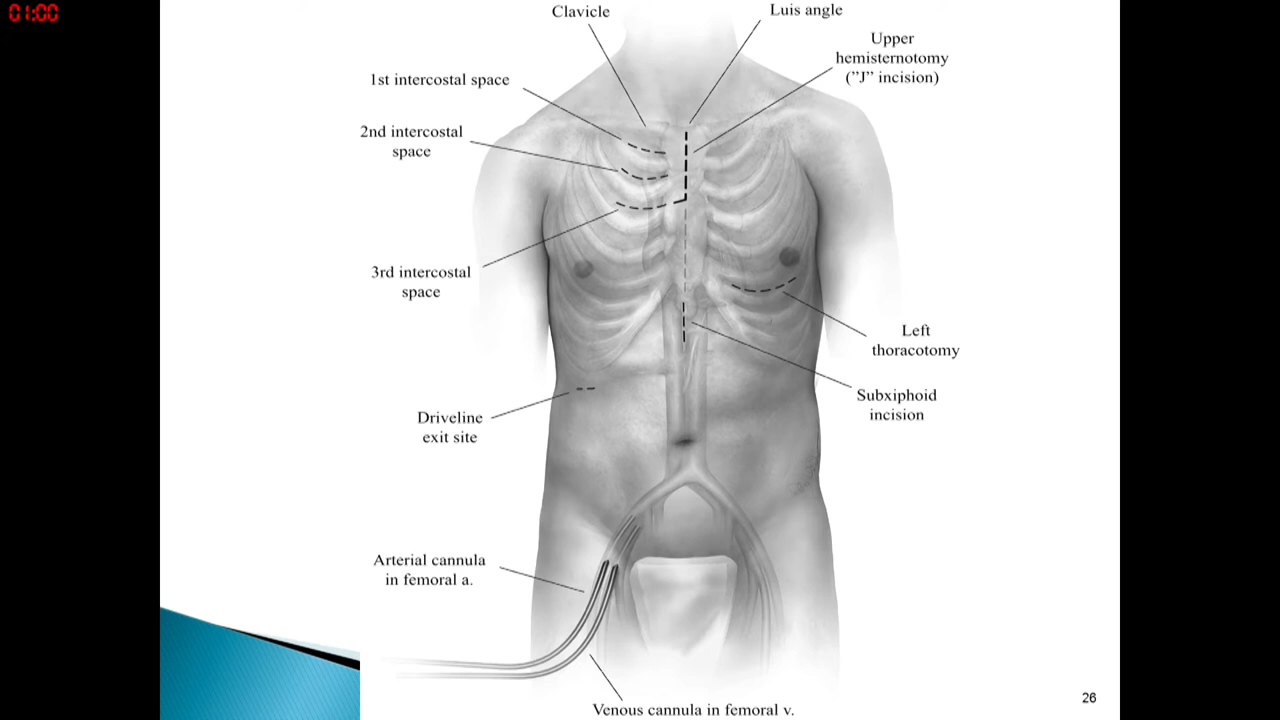 01:00
Clavicle
Luis angle
Upper
hemisternotomy
(”J” incision)
1st intercostal space
2nd intercostal
space
3rd intercostal
space
Left
thoracotomy
Subxiphoid
incision
Driveline
exit site
Arterial cannula
in femoral a.
Venous cannula in femoral v.
26